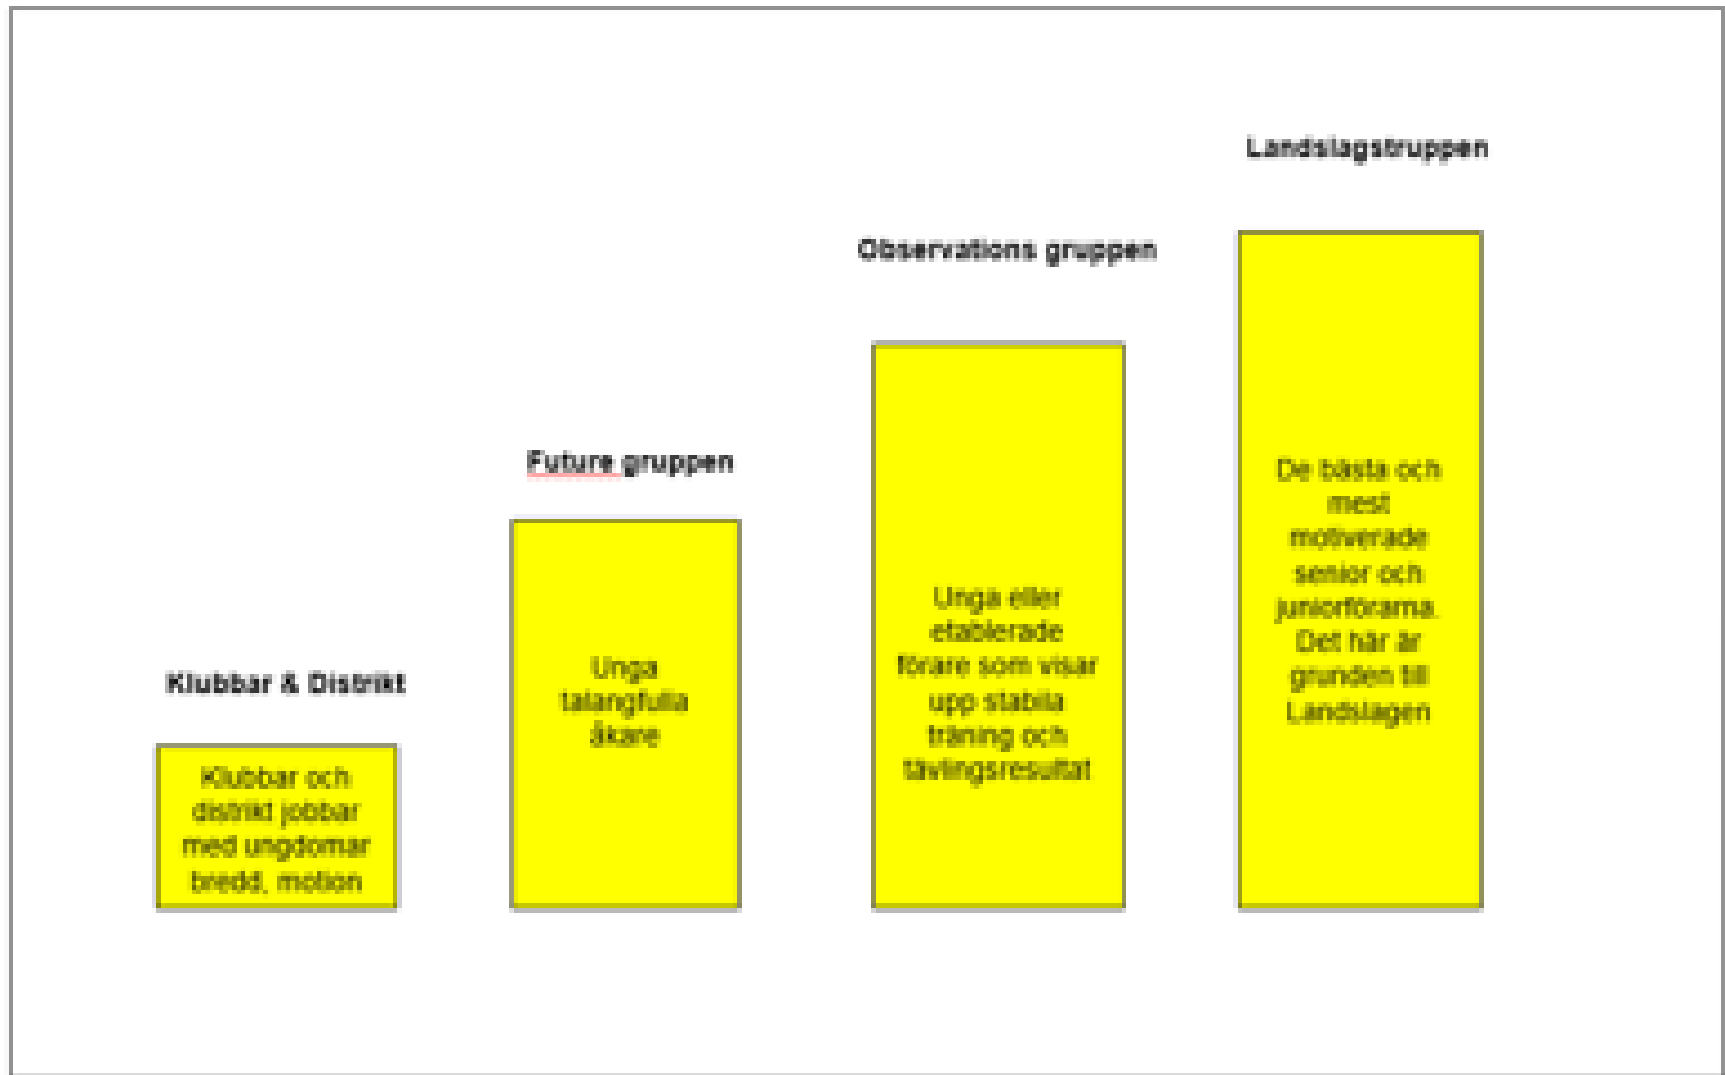 Klubbar & Distrikt
Klubbar och
distrikt jobbar
med ungdomar
bredd, motion
Future gruppen
Unga
talangfulla
åkare
Observations gruppen
Unga eller
etablerade
förare som visar
upp stabila
träning och
tävlingsresultat
Landslagstruppen
De bästa och
mest
motiverade
senior och
juniorförarna.
Det här är
grunden till
Landslagen